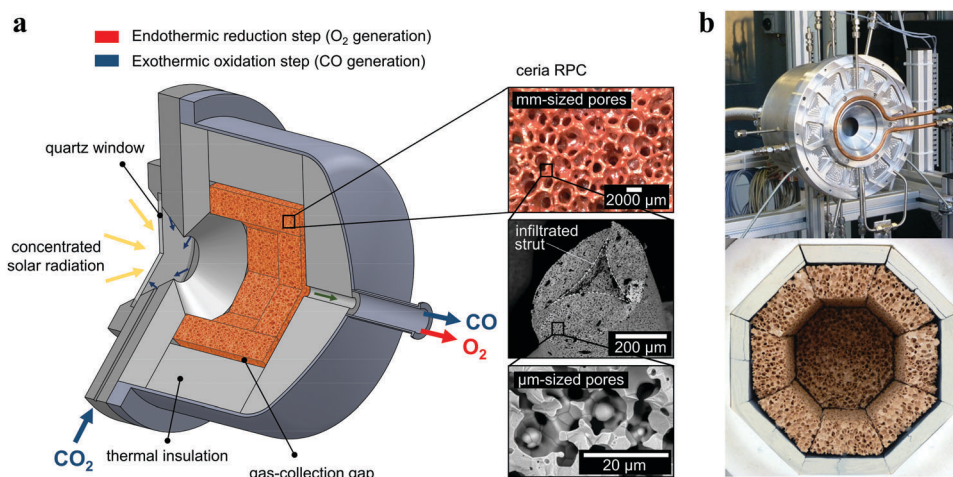 a
Endothermic reduction step (O₂ generation)
Exothermic oxidation step (CO generation)
quartz window
concentrated
solar radiation
CO₂
thermal insulation
gas-collection gap
CO
O₂
ceria RPC
mm-sized pores
2000 µm
infiltrated
strut
200 µm
µm-sized pores
20 µm
b